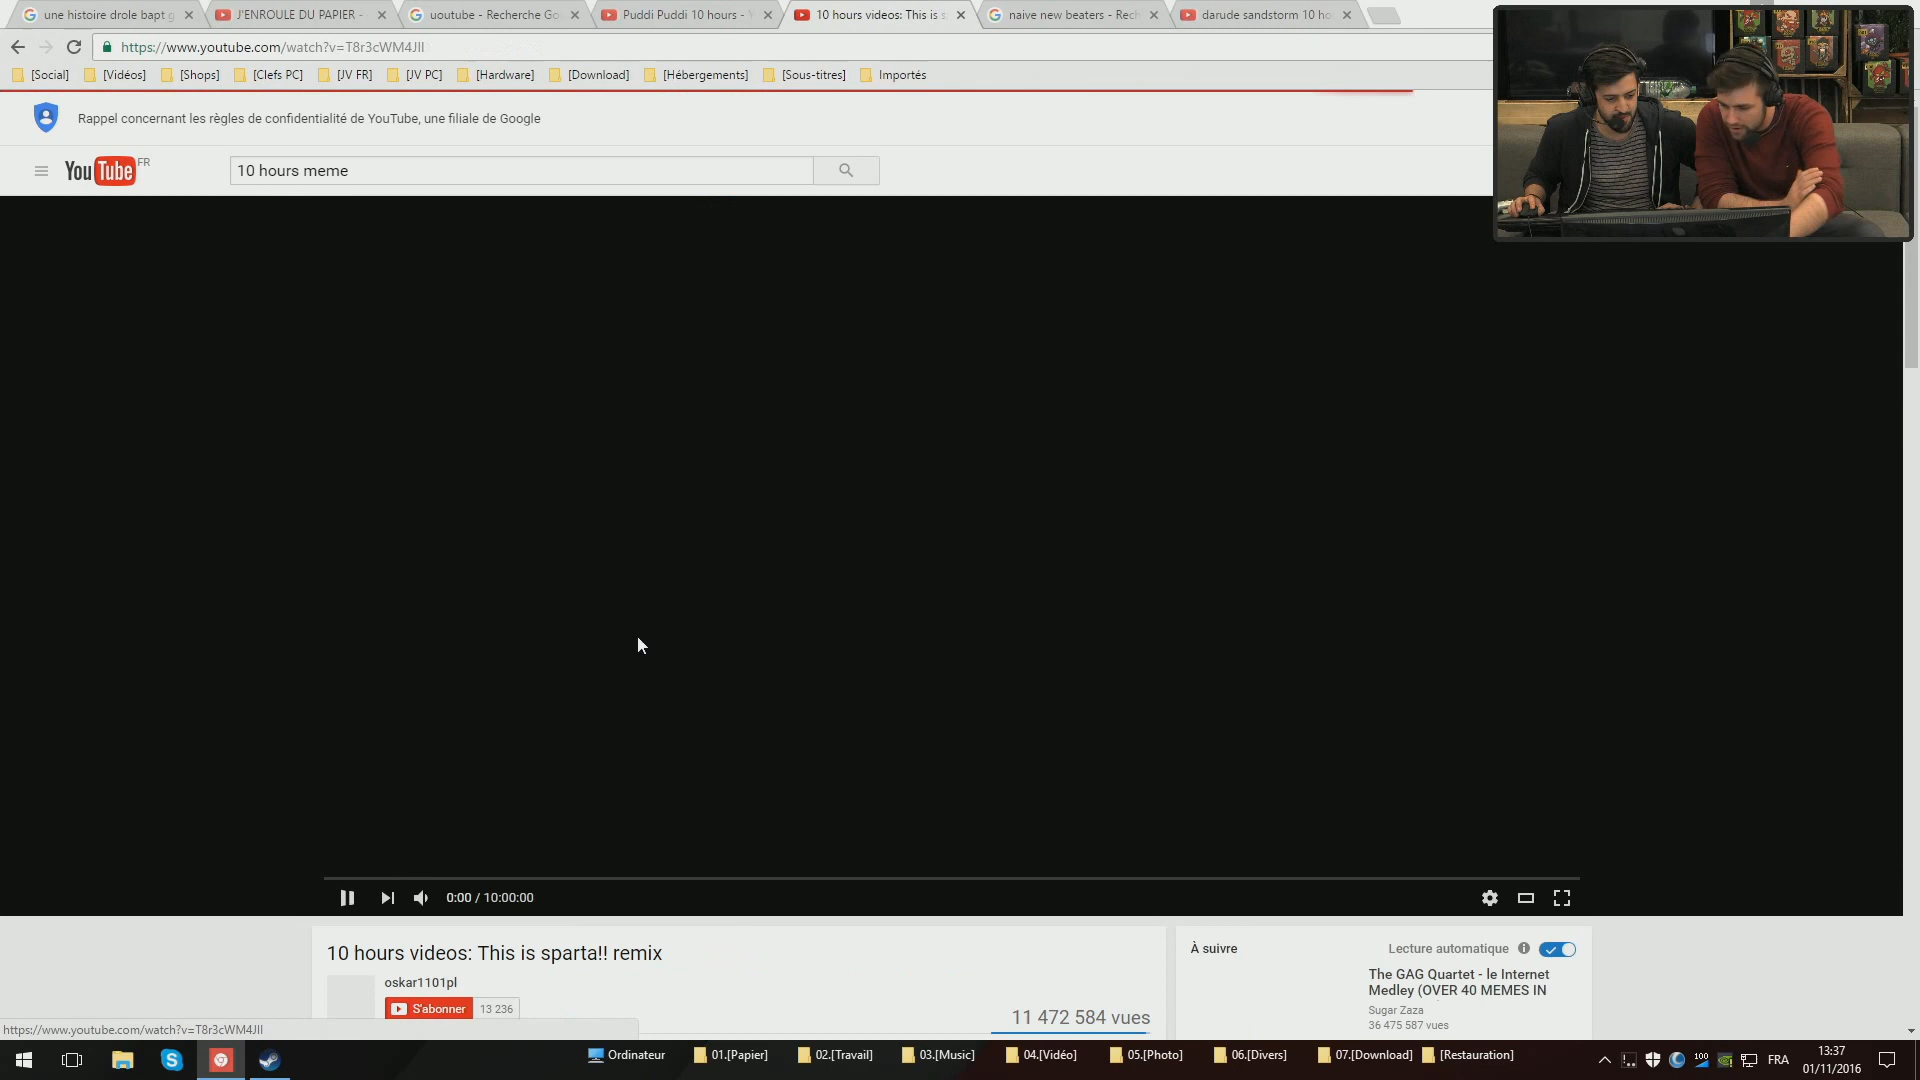 une histoire drole bapt g
J'ENROULE DU PAPIER -
uoutube - Recherche Go
Puddi Puddi 10 hours - Y
10 hours videos: This is s
naive new beaters - Rech
darude sandstorm 10 ho
https://www.youtube.com/watch?v=T8r3cWM4JII
[Social]
[Vidéos]
[Shops]
[Clefs PC]
[JV FR]
[JV PC]
[Hardware]
[Download]
[Hébergements]
[Sous-titres]
Importés
Rappel concernant les règles de confidentialité de YouTube, une filiale de Google
YouTube FR
10 hours meme
0:00 / 10:00:00
10 hours videos: This is sparta!! remix
oskar1101pl
S'abonner 13 236
11 472 584 vues
À suivre
Lecture automatique
The GAG Quartet - le Internet
Medley (OVER 40 MEMES IN
Sugar Zaza
36 475 587 vues
https://www.youtube.com/watch?v=T8r3cWM4JII
Ordinateur
01.[Papier]
02.[Travail]
03.[Music]
04.[Vidéo]
05.[Photo]
06.[Divers]
07.[Download]
[Restauration]
100
FRA
13:37
01/11/2016